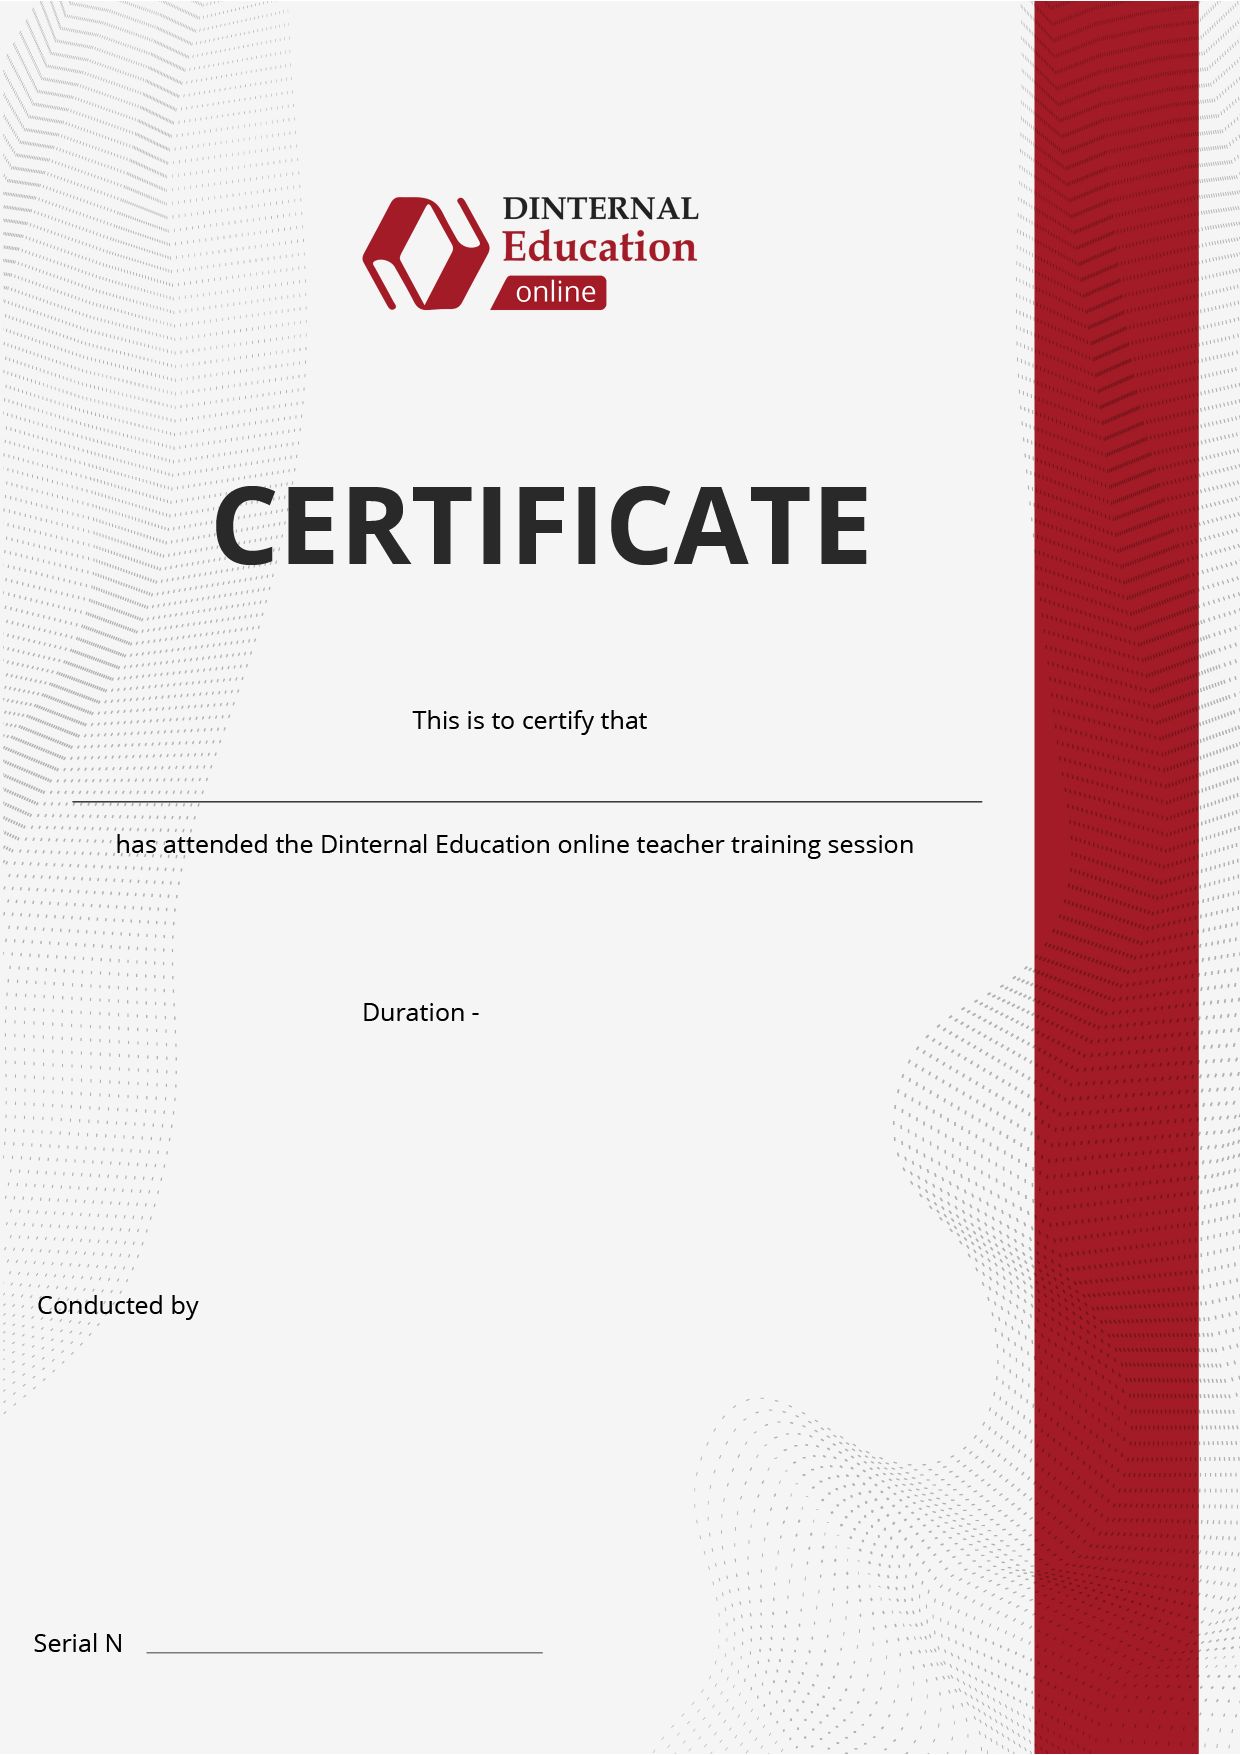 DINTERNAL
Education
online
CERTIFICATE
This is to certify that
has attended the Dinternal Education online teacher training session
Duration -
Conducted by
Serial N